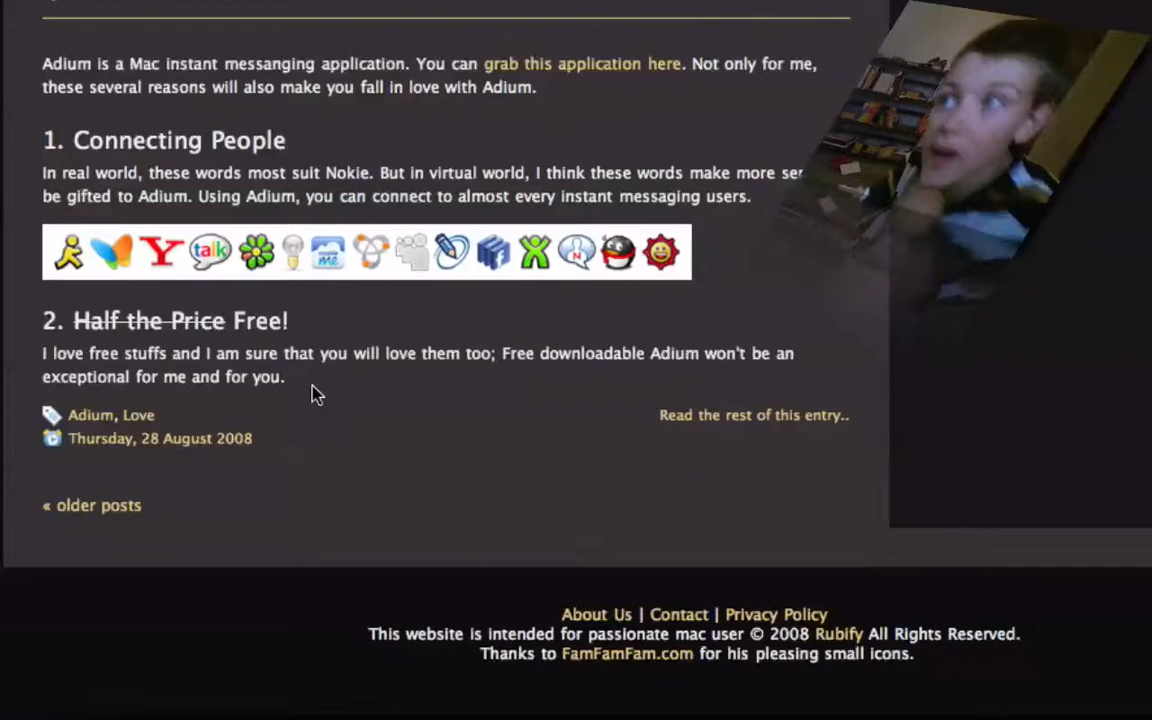 Adium is a Mac instant messanging application. You can grab this application here. Not only for me,
these several reasons will also make you fall in love with Adium.
1. Connecting People
In real world, these words most suit Nokie. But in virtual world, I think these words make more
be gifted to Adium. Using Adium, you can connect to almost every instant messaging users.
Y talk me N
2. Half the Price Free!
I love free stuffs and I am sure that you will love them too; Free downloadable Adium won't be an
exceptional for me and for you.
Adium, Love Read the rest of this entry..
Thursday, 28 August 2008
« older posts
About Us | Contact | Privacy Policy
This website is intended for passionate mac user © 2008 Rubify All Rights Reserved.
Thanks to FamFamFam.com for his pleasing small icons.